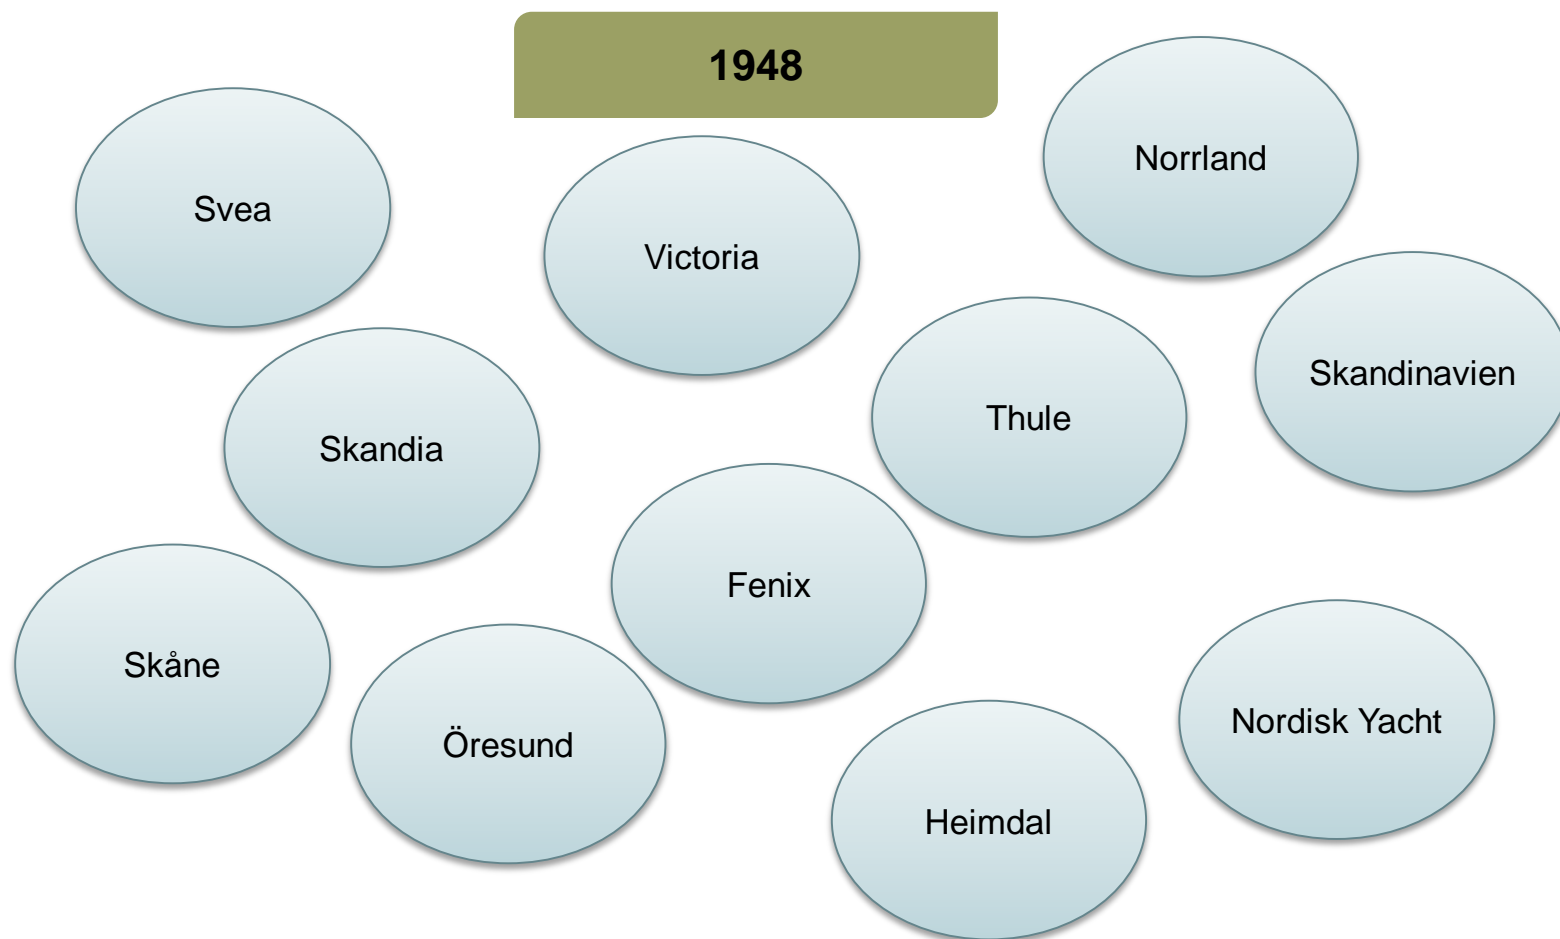 1948
Norrland
Svea
Victoria
Skandinavien
Thule
Skandia
Fenix
Skåne
Nordisk Yacht
Öresund
Heimdal